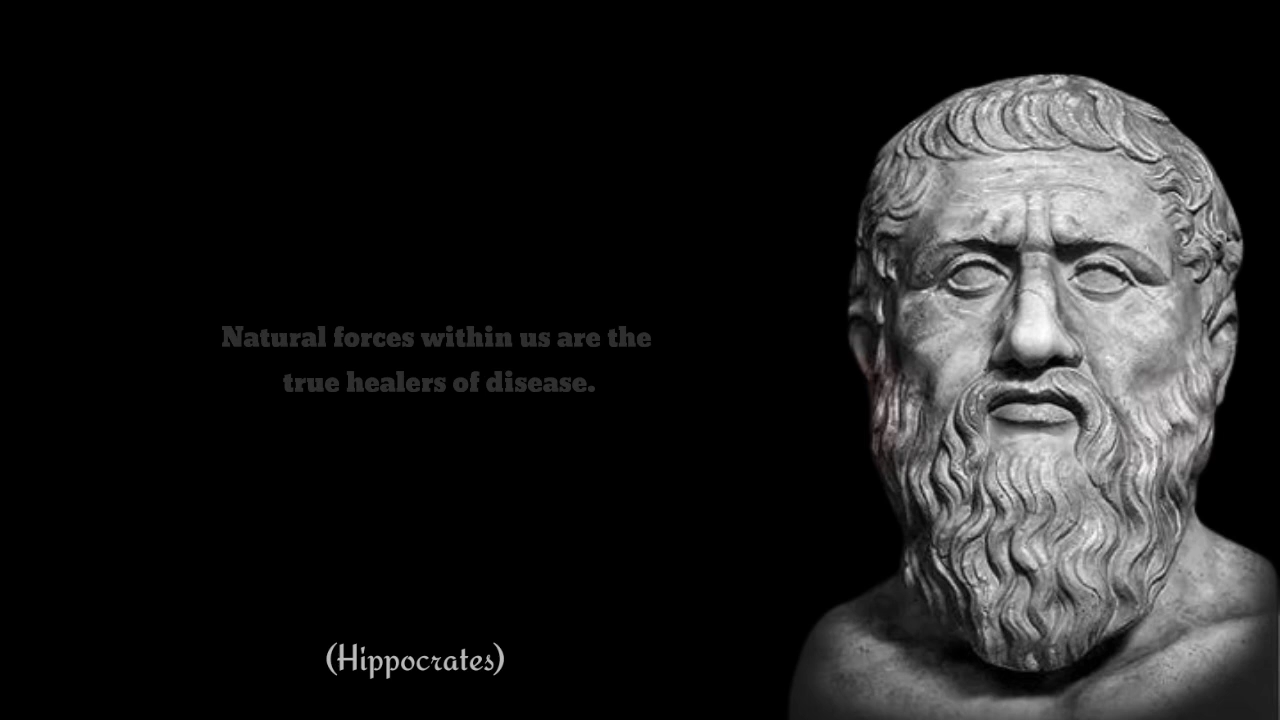 Natural forces within us are the
true healers of disease.
(Hippocrates)